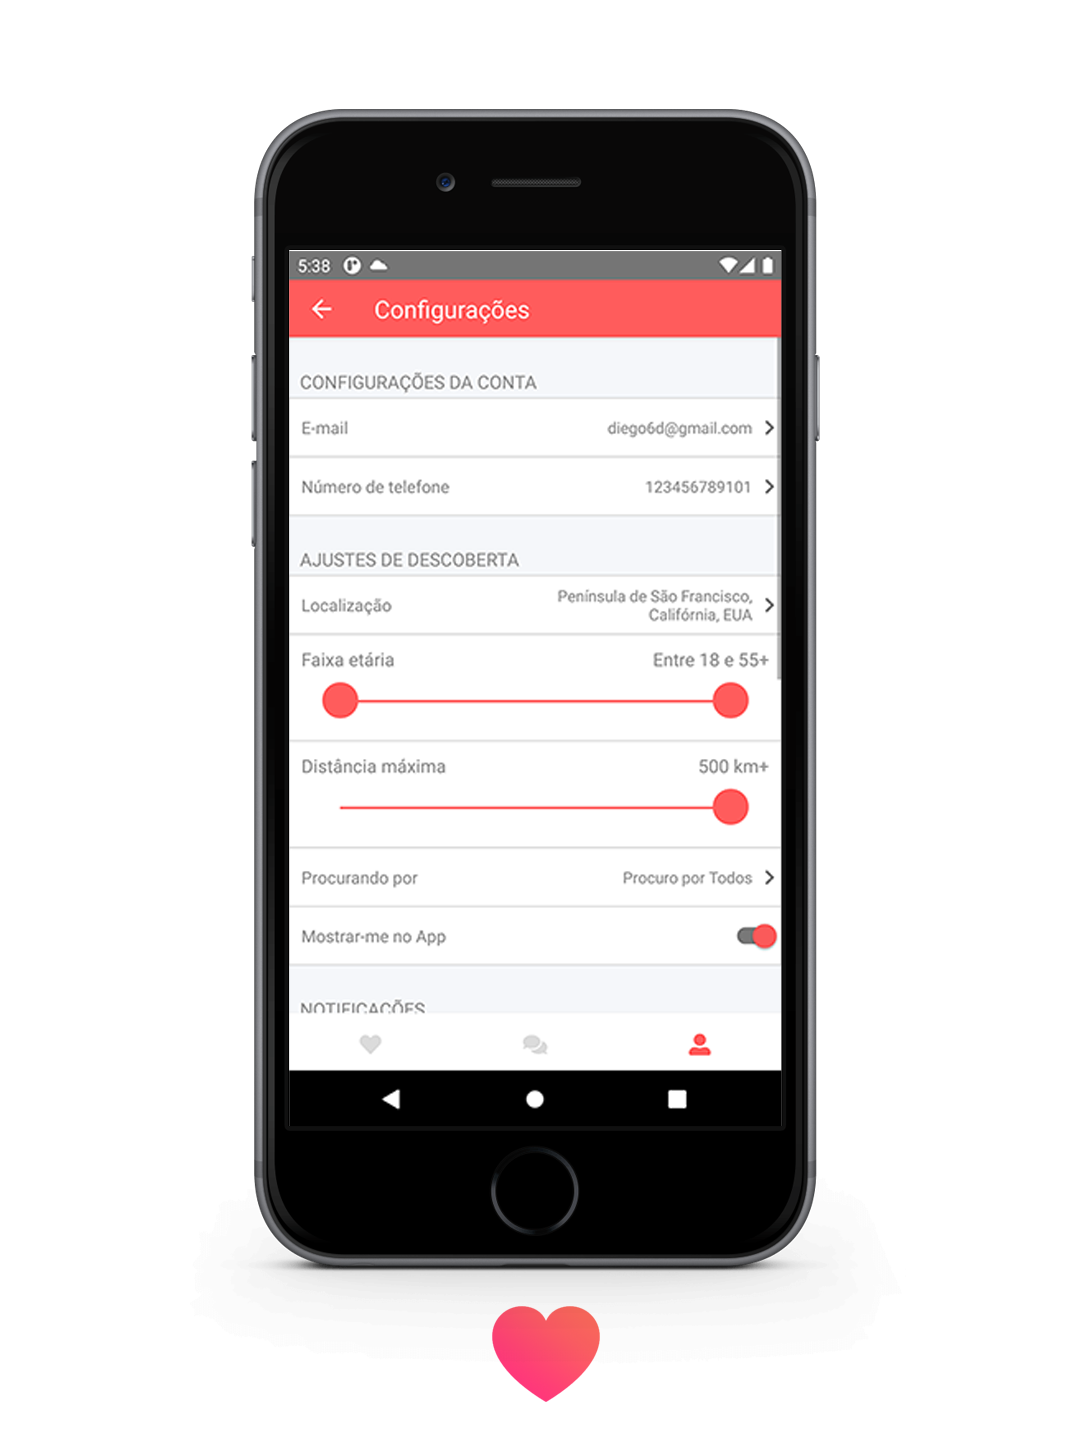 5:38
Configurações
CONFIGURAÇÕES DA CONTA
E-mail diego6d@gmail.com
Número de telefone 123456789101
AJUSTES DE DESCOBERTA
Localização Península de São Francisco,
Califórnia, EUA
Faixa etária Entre 18 e 55+
Distância máxima 500 km+
Procurando por Procuro por Todos
Mostrar-me no App
NOTIFICAÇÕES